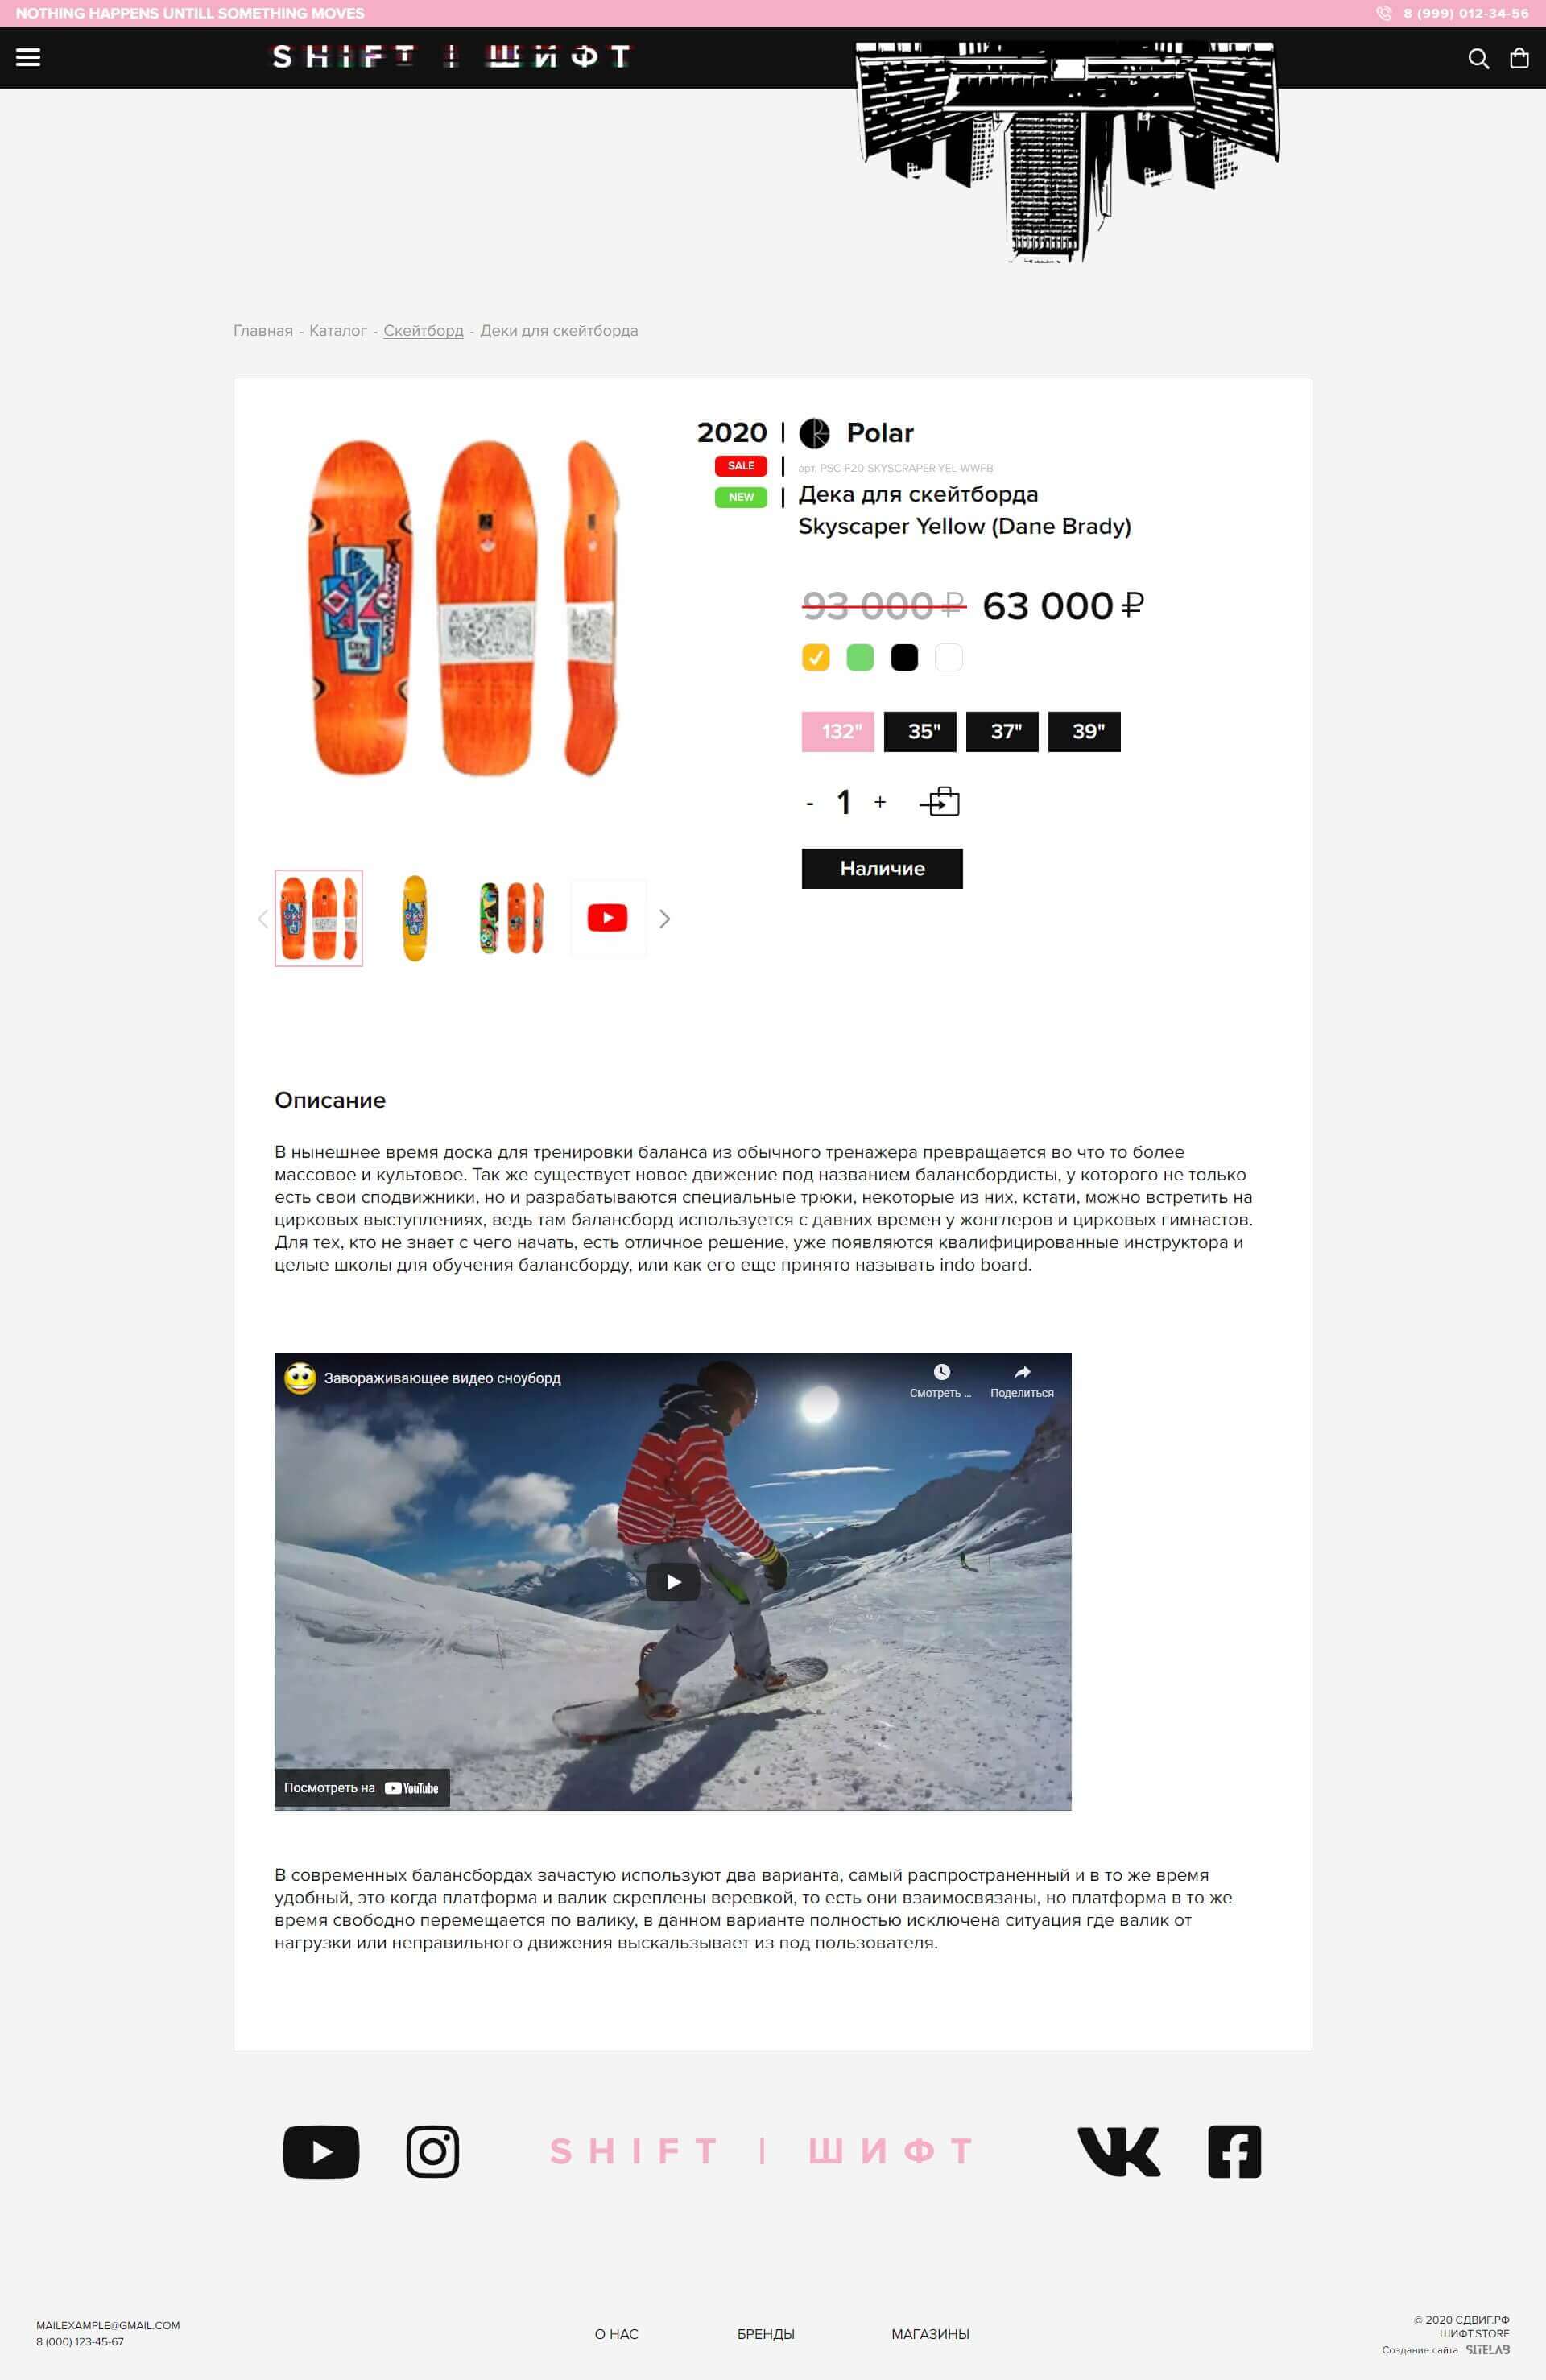 NOTHING HAPPENS UNTILL SOMETHING MOVES
8 (999) 012-34-56
SHIFT | ШИФТ
Главная - Каталог - Скейтборд - Деки для скейтборда
2020 | Polar
SALE | арт. PSC-F20-SKYSCRAPER-YEL-WWFB
NEW | Дека для скейтборда
Skyscaper Yellow (Dane Brady)
93 000 ₽ 63 000 ₽
132" 35" 37" 39"
- 1 +
Наличие
Описание
В нынешнее время доска для тренировки баланса из обычного тренажера превращается во что то более
массовое и культовое. Так же существует новое движение под названием балансбордисты, у которого не только
есть свои сподвижники, но и разрабатываются специальные трюки, некоторые из них, кстати, можно встретить на
цирковых выступлениях, ведь там балансборд используется с давних времен у жонглеров и цирковых гимнастов.
Для тех, кто не знает с чего начать, есть отличное решение, уже появляются квалифицированные инструктора и
целые школы для обучения балансборду, или как его еще принято называть indo board.
Завораживающее видео сноуборд
Смотреть ... Поделиться
Посмотреть на YouTube
В современных балансбордах зачастую используют два варианта, самый распространенный и в то же время
удобный, это когда платформа и валик скреплены веревкой, то есть они взаимосвязаны, но платформа в то же
время свободно перемещается по валику, в данном варианте полностью исключена ситуация где валик от
нагрузки или неправильного движения выскальзывает из под пользователя.
SHIFT | ШИФТ
MAILEXAMPLE@GMAIL.COM
8 (000) 123-45-67
О НАС БРЕНДЫ МАГАЗИНЫ
@ 2020 СДВИГ.РФ
ШИФТ.STORE
Создание сайта SITELAB